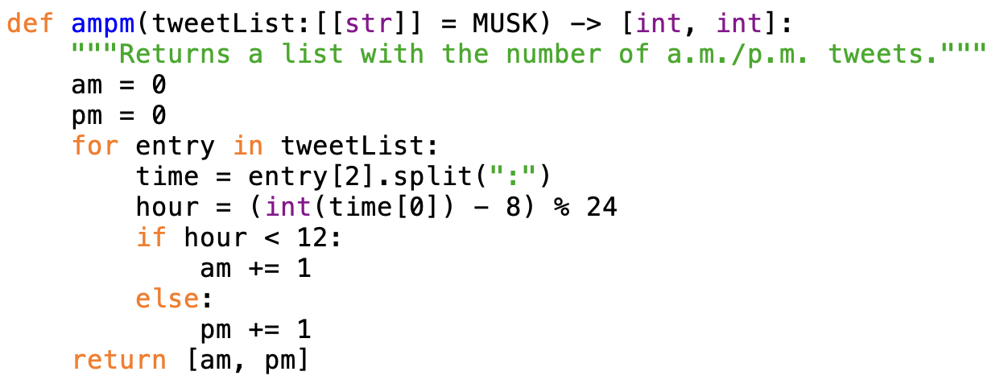 def ampm(tweetList:[[str]] = MUSK) -> [int, int]:
    """Returns a list with the number of a.m./p.m. tweets."""
    am = 0
    pm = 0
    for entry in tweetList:
        time = entry[2].split(":")
        hour = (int(time[0]) - 8) % 24
        if hour < 12:
            am += 1
        else:
            pm += 1
    return [am, pm]